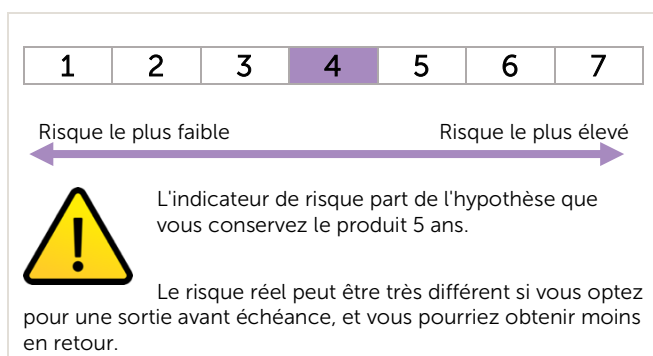 1 2 3 4 5 6 7
Risque le plus faible Risque le plus élevé
L'indicateur de risque part de l'hypothèse que
vous conservez le produit 5 ans.
Le risque réel peut être très différent si vous optez
pour une sortie avant échéance, et vous pourriez obtenir moins
en retour.